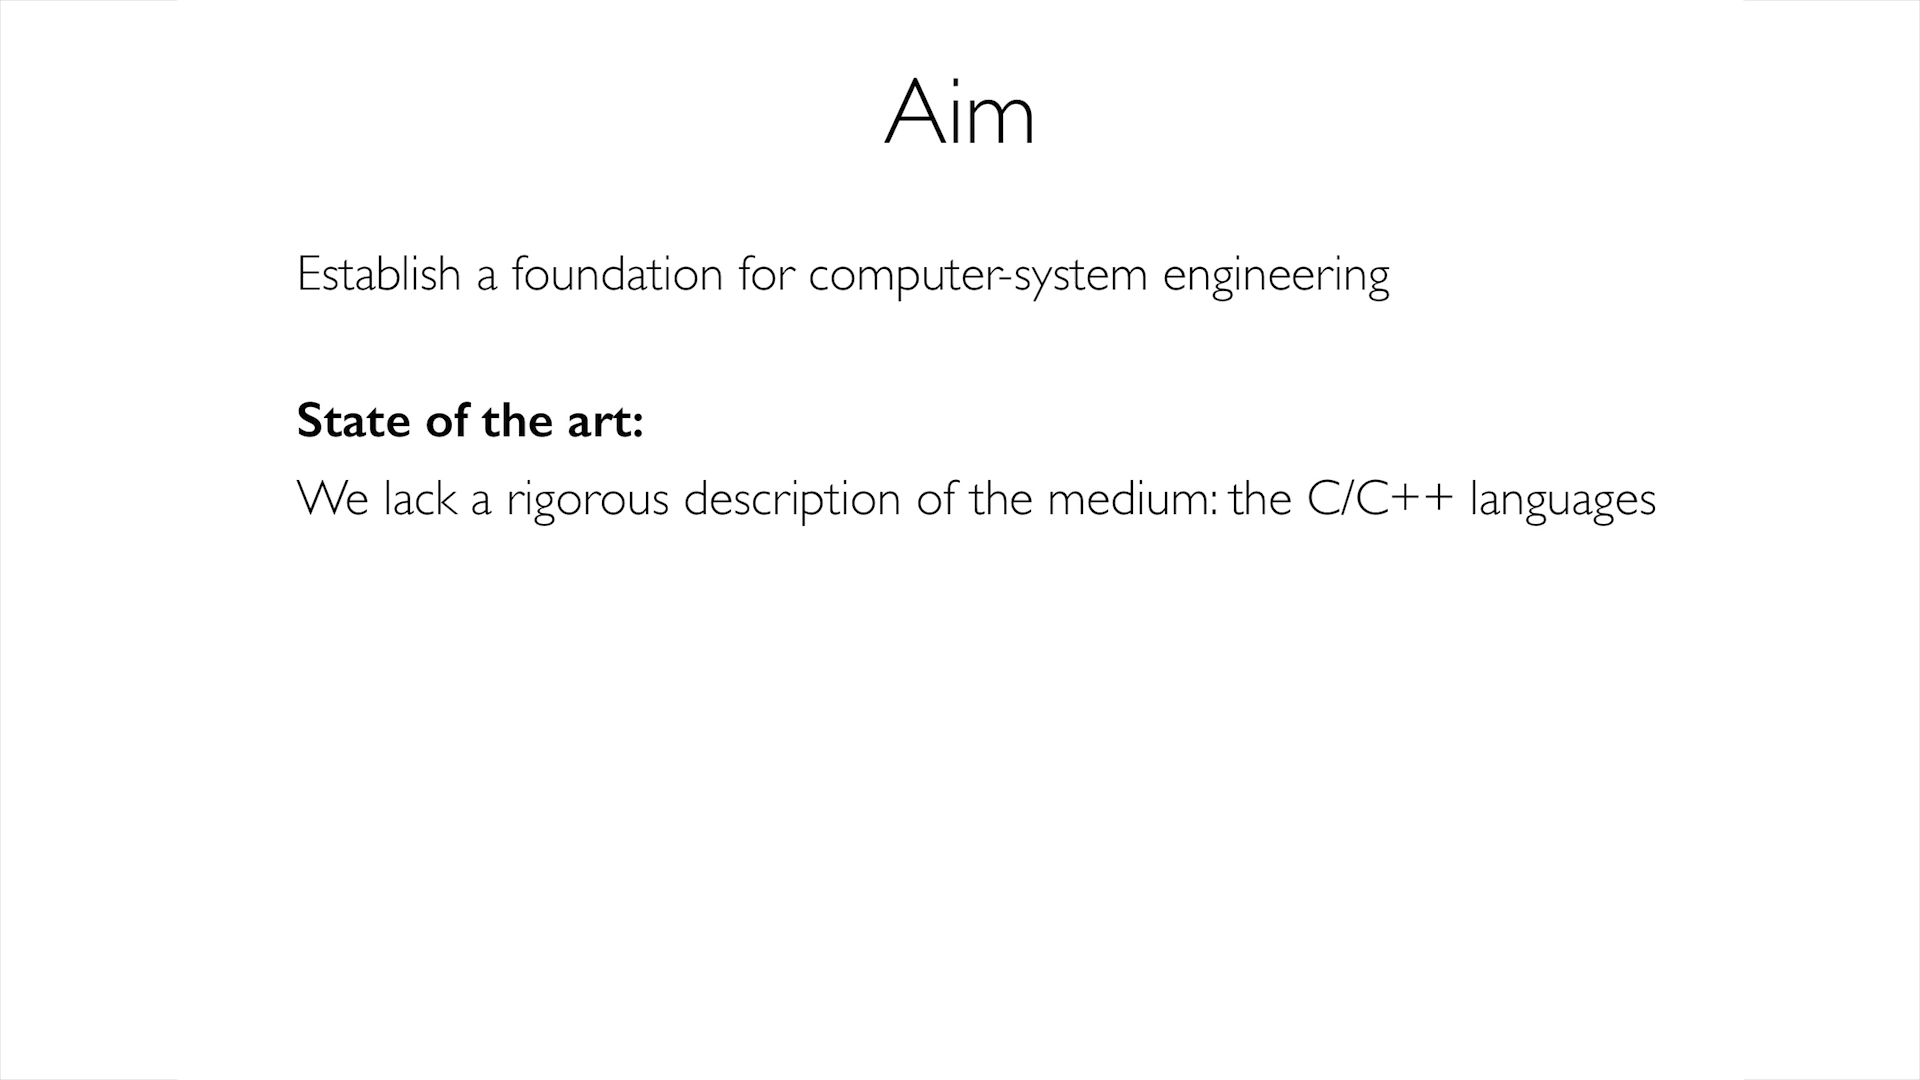 Aim
Establish a foundation for computer-system engineering
State of the art:
We lack a rigorous description of the medium: the C/C++ languages